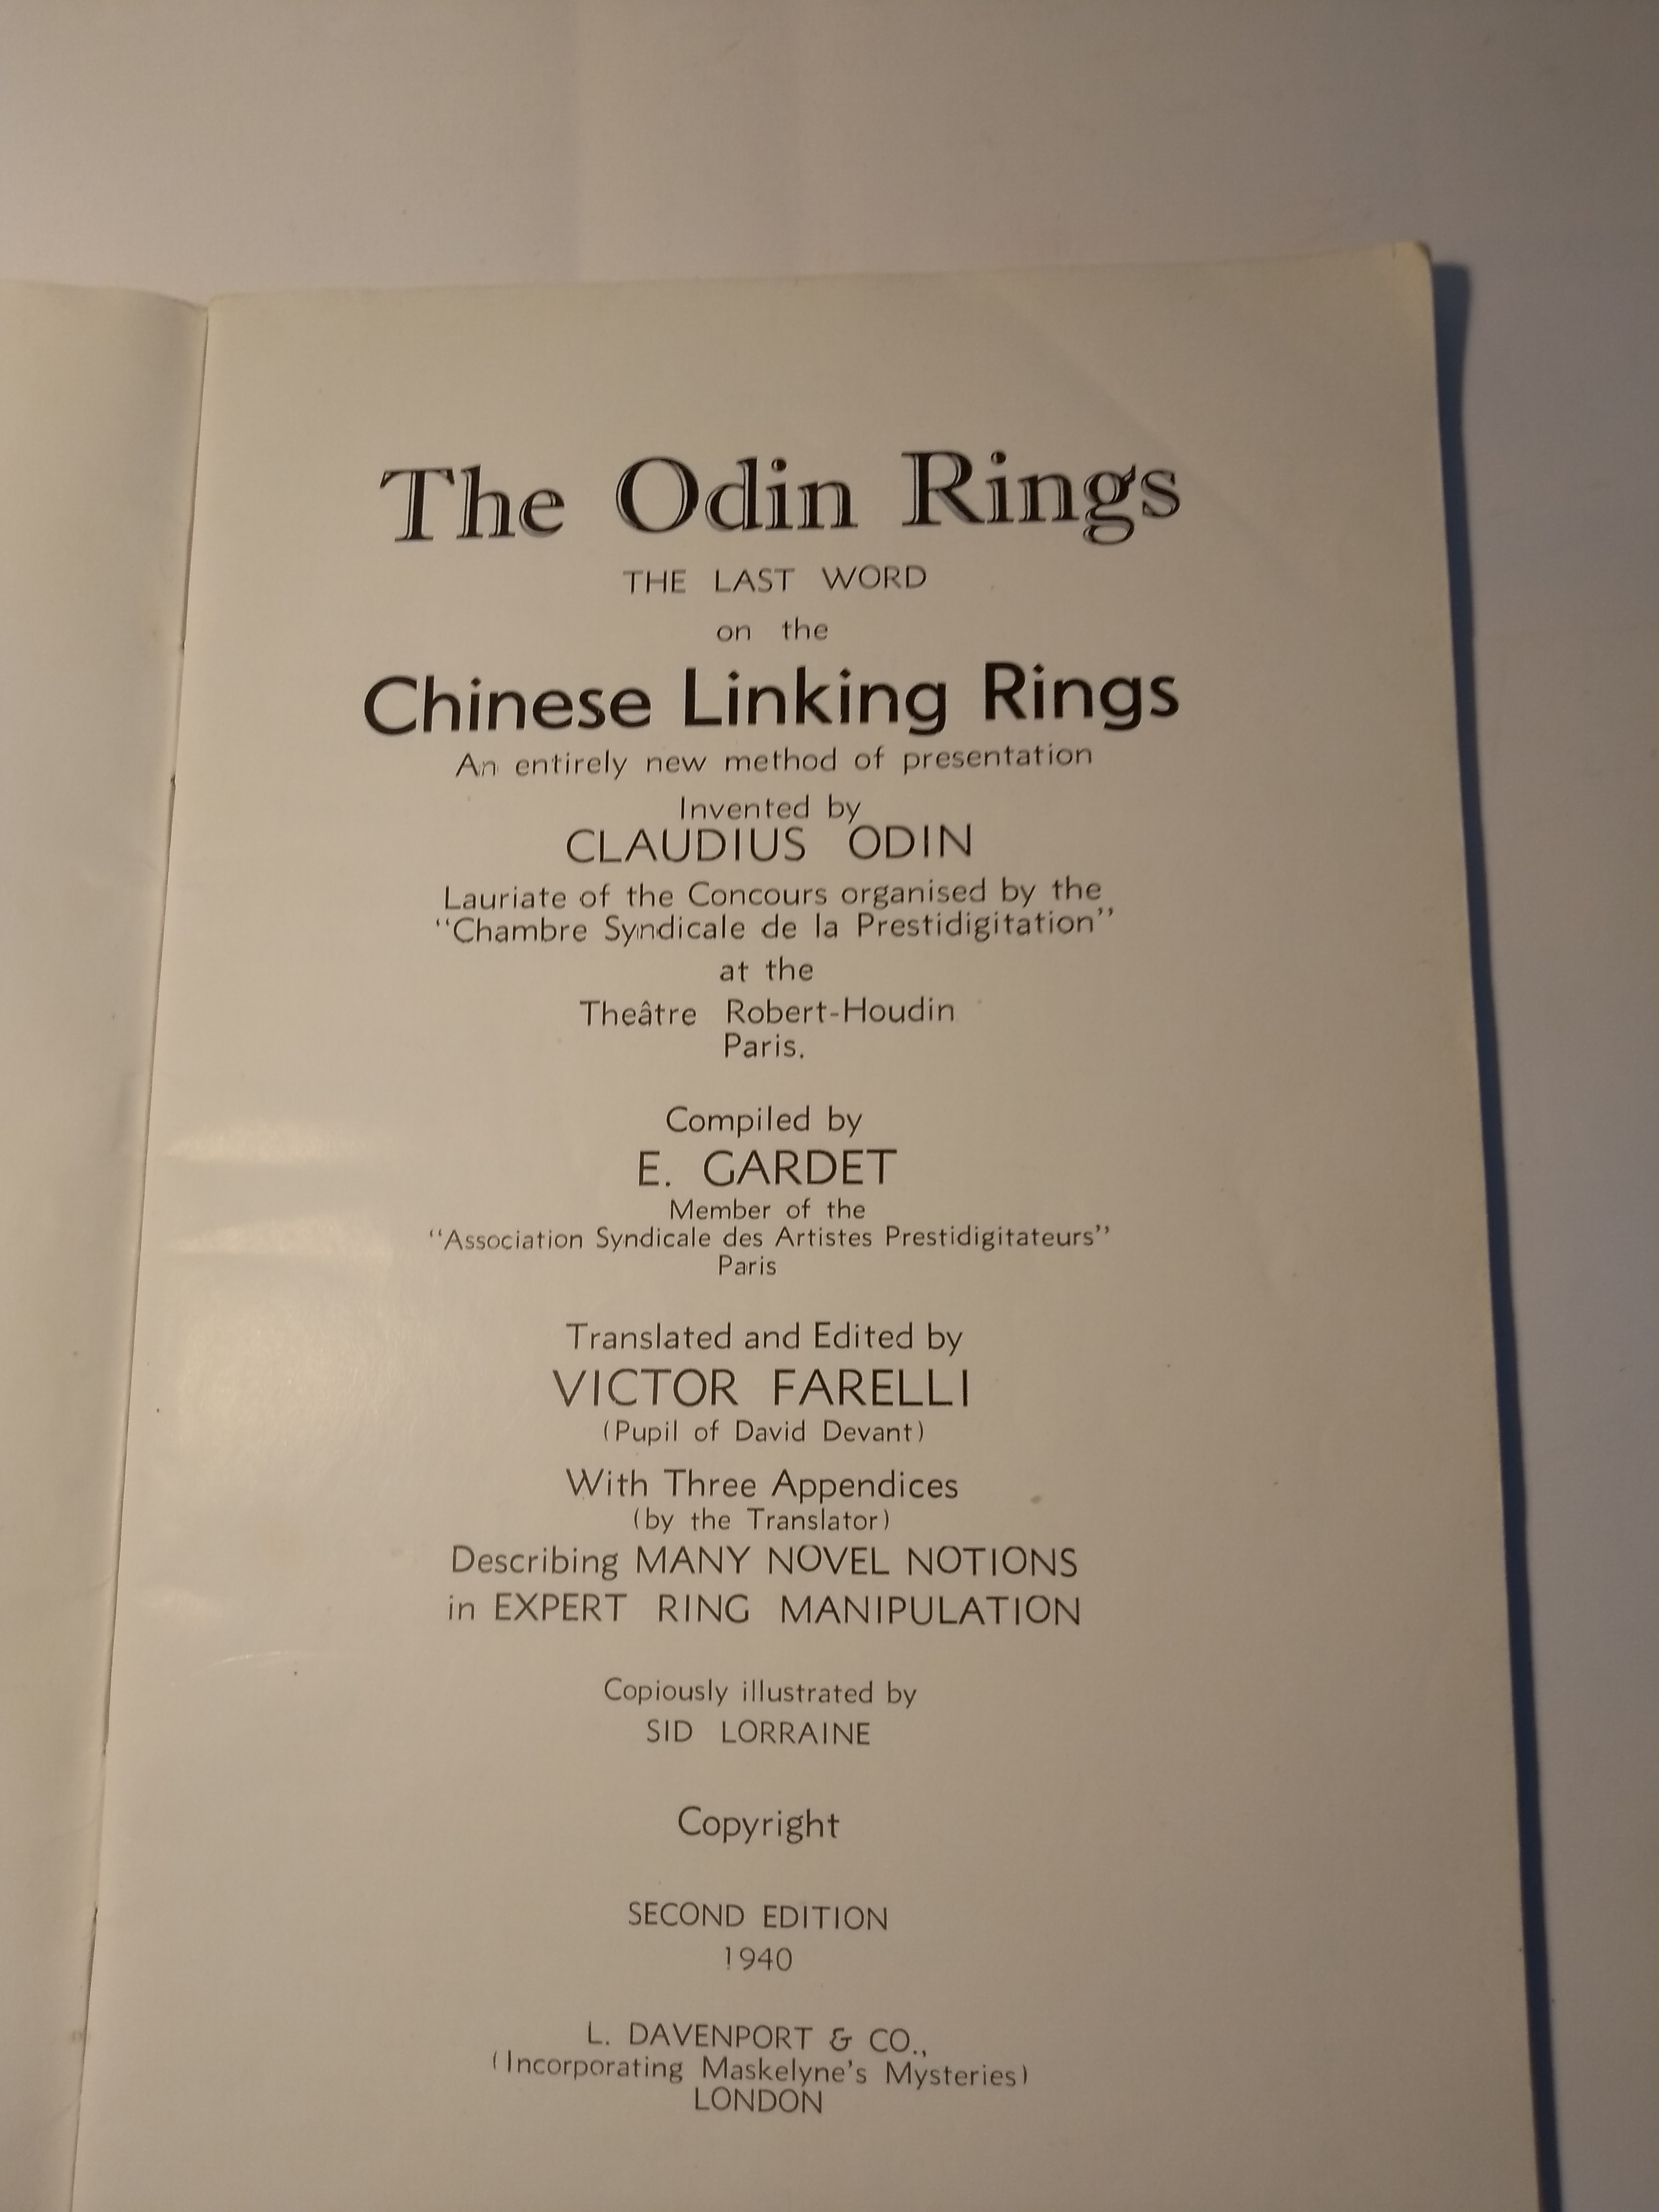 The Odin Rings
THE LAST WORD
on the
Chinese Linking Rings
An entirely new method of presentation
Invented by
CLAUDIUS ODIN
Lauriate of the Concours organised by the
“Chambre Syndicale de la Prestidigitation”
at the
Theâtre Robert-Houdin
Paris.
Compiled by
E. GARDET
Member of the
“Association Syndicale des Artistes Prestidigitateurs”
Paris
Translated and Edited by
VICTOR FARELLI
(Pupil of David Devant)
With Three Appendices
(by the Translator)
Describing MANY NOVEL NOTIONS
in EXPERT RING MANIPULATION
Copiously illustrated by
SID LORRAINE
Copyright
SECOND EDITION
1940
L. DAVENPORT & CO.,
(Incorporating Maskelyne’s Mysteries)
LONDON